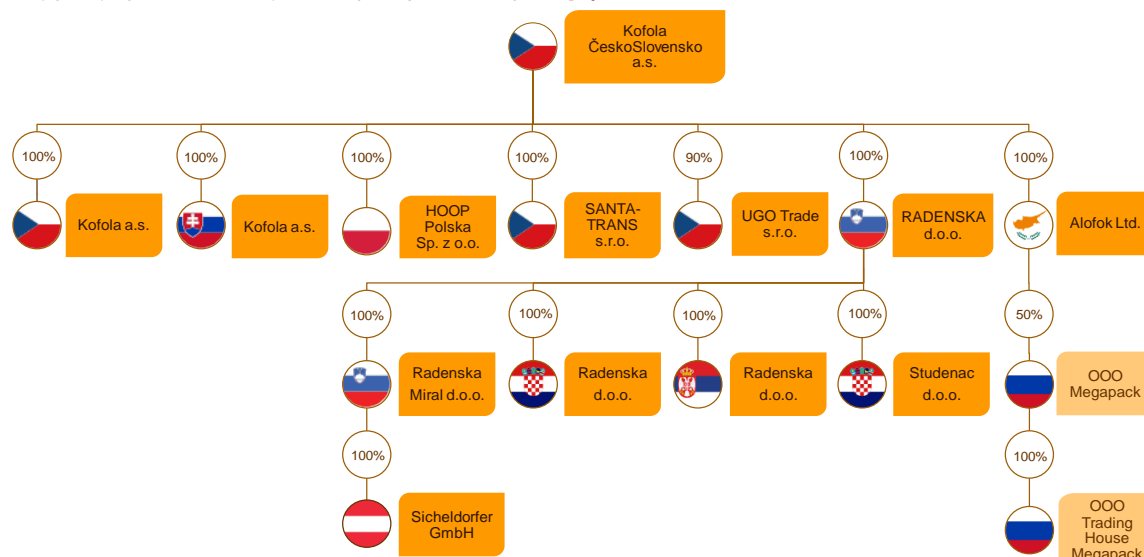 Kofola
ČeskoSlovensko
a.s.
100%
100%
100%
100%
90%
100%
100%
Kofola a.s.
Kofola a.s.
HOOP
Polska
Sp. z o.o.
SANTA-
TRANS
s.r.o.
UGO Trade
s.r.o.
RADENSKA
d.o.o.
Alofok Ltd.
100%
100%
100%
100%
50%
Radenska
Miral d.o.o.
Radenska
d.o.o.
Radenska
d.o.o.
Studenac
d.o.o.
OOO
Megapack
100%
100%
Sicheldorfer
GmbH
OOO
Trading
House
Megapack